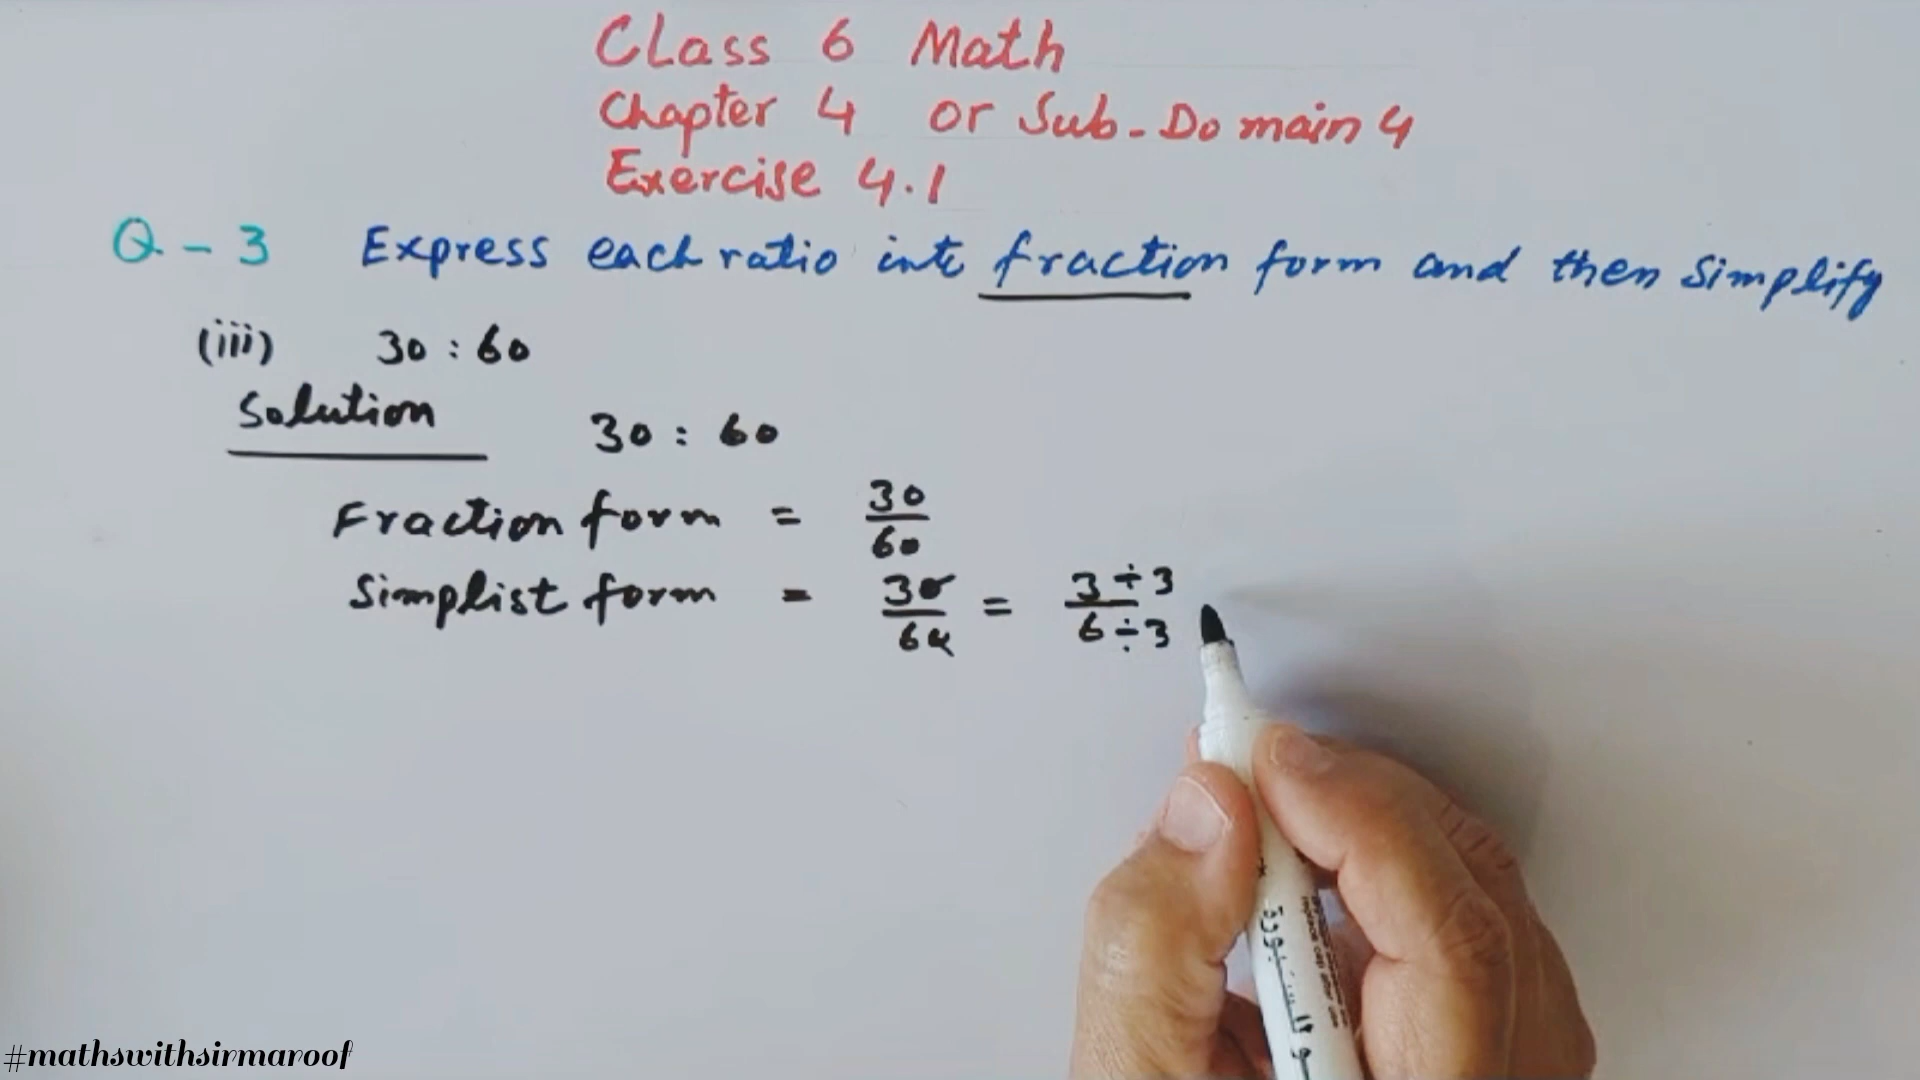 Class 6 Math
Chapter 4 or Sub-Domain 4
Exercise 4.1
Q-3 Express each ratio into fraction form and then simplify
(iii) 30 : 60
Solution 30 : 60
Fraction form = 30/60
Simplist form = 30/60 = 3÷3/6÷3
#mathswithsirmaroof